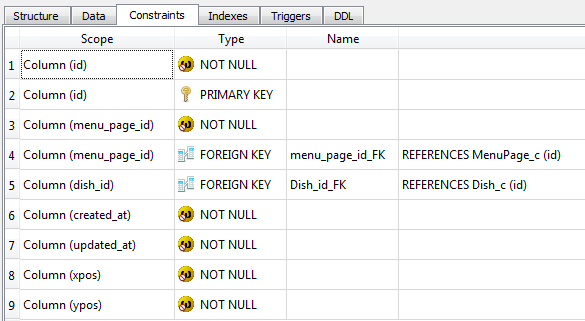 Structure Data Constraints Indexes Triggers DDL
Scope Type Name
1 Column (id) NOT NULL
2 Column (id) PRIMARY KEY
3 Column (menu_page_id) NOT NULL
4 Column (menu_page_id) FOREIGN KEY menu_page_id_FK REFERENCES MenuPage_c (id)
5 Column (dish_id) FOREIGN KEY Dish_id_FK REFERENCES Dish_c (id)
6 Column (created_at) NOT NULL
7 Column (updated_at) NOT NULL
8 Column (xpos) NOT NULL
9 Column (ypos) NOT NULL